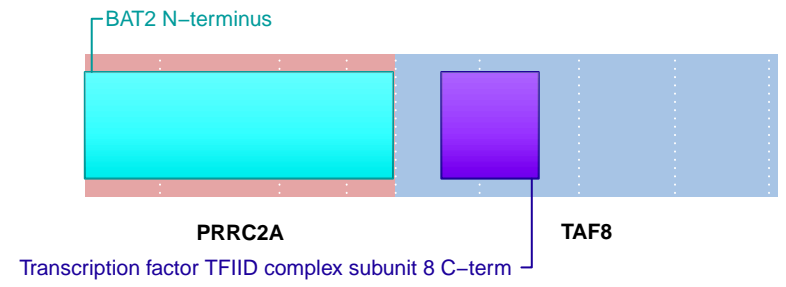 BAT2 N−terminus
PRRC2A
TAF8
Transcription factor TFIID complex subunit 8 C−term